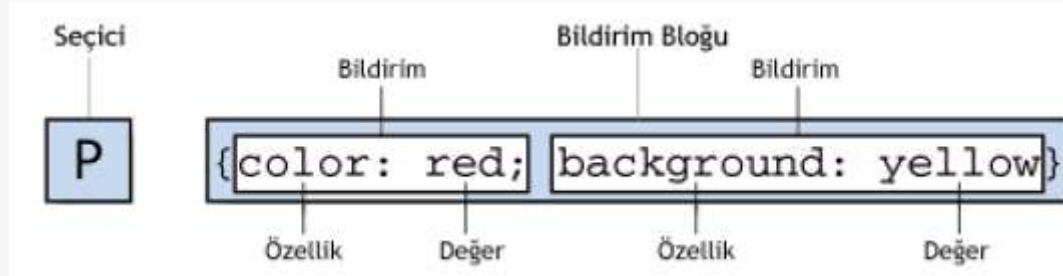 Seçici Bildirim Bloğu
Bildirim Bildirim
P {color: red; background: yellow}
Özellik Değer Özellik Değer